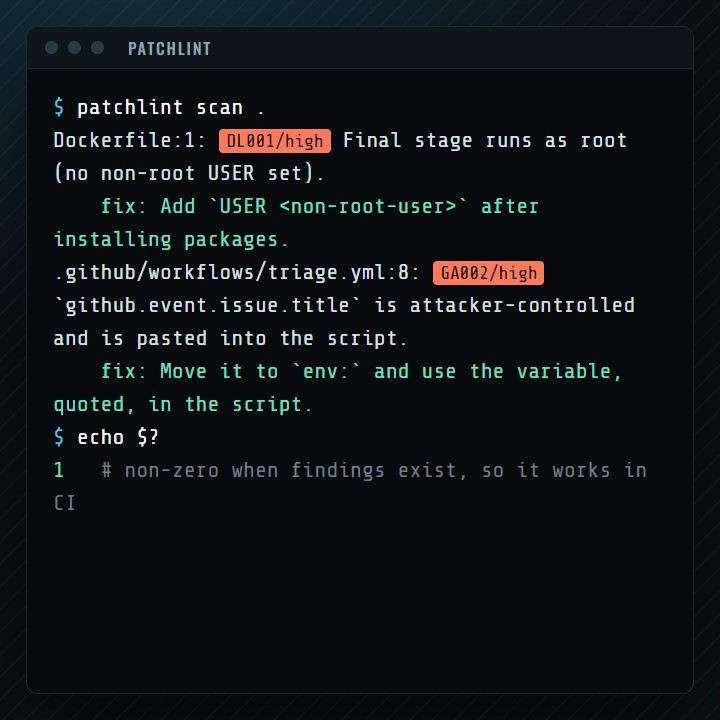 PATCHLINT
$ patchlint scan .
Dockerfile:1: DL001/high Final stage runs as root
(no non-root USER set).
fix: Add `USER <non-root-user>` after
installing packages.
.github/workflows/triage.yml:8: GA002/high
`github.event.issue.title` is attacker-controlled
and is pasted into the script.
fix: Move it to `env:` and use the variable,
quoted, in the script.
$ echo $?
1 # non-zero when findings exist, so it works in
CI